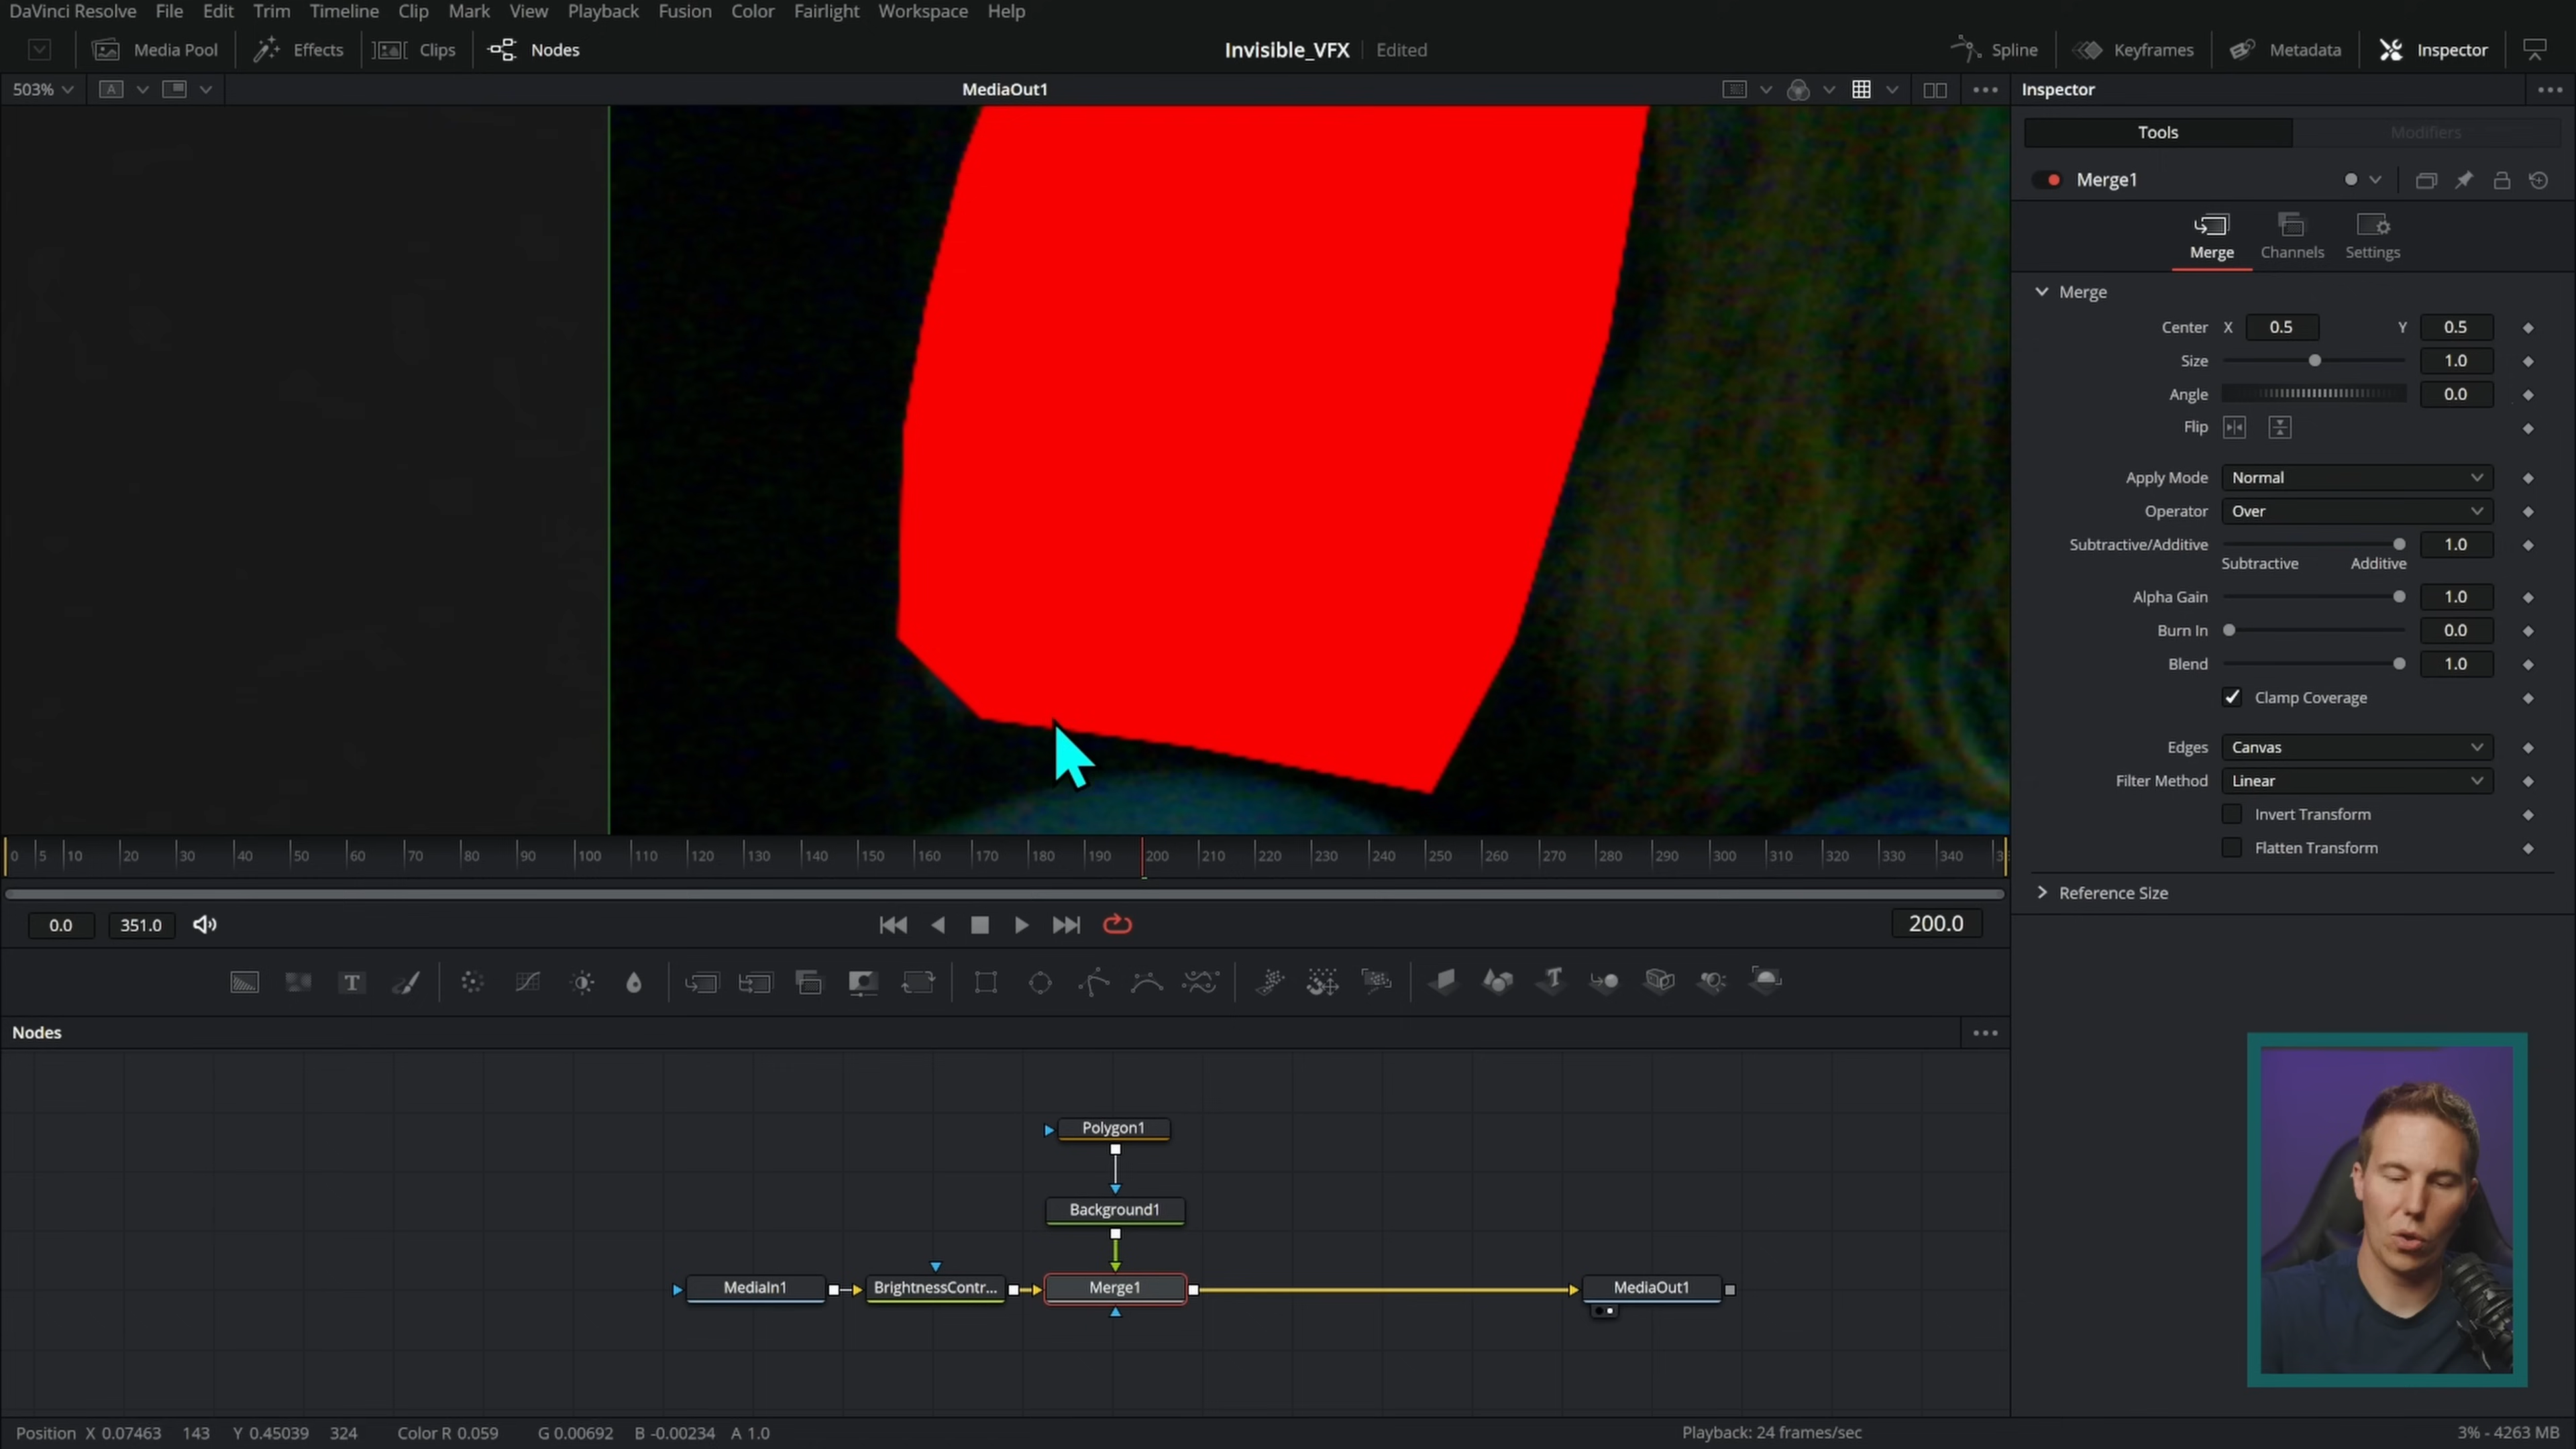 DaVinci Resolve File Edit Trim Timeline Clip Mark View Playback Fusion Color Fairlight Workspace Help
Media Pool Effects Clips Nodes Invisible_VFX Edited Spline Keyframes Metadata Inspector
503% A MediaOut1 Inspector
Tools Modifiers
Merge1
Merge Channels Settings
Merge
Center X 0.5 Y 0.5
Size 1.0
Angle 0.0
Flip
Apply Mode Normal
Operator Over
Subtractive/Additive 1.0
Subtractive Additive
Alpha Gain 1.0
Burn In 0.0
Blend 1.0
Clamp Coverage
Edges Canvas
Filter Method Linear
Invert Transform
Flatten Transform
Reference Size
0 5 10 20 30 40 50 60 70 80 90 100 110 120 130 140 150 160 170 180 190 200 210 220 230 240 250 260 270 280 290 300 310 320 330 340
0.0 351.0 200.0
T T
Nodes
Polygon1
Background1
MediaIn1 BrightnessContr... Merge1 MediaOut1
Position X 0.07463 143 Y 0.45039 324 Color R 0.059 G 0.00692 B -0.00234 A 1.0 Playback: 24 frames/sec 3% - 4263 MB